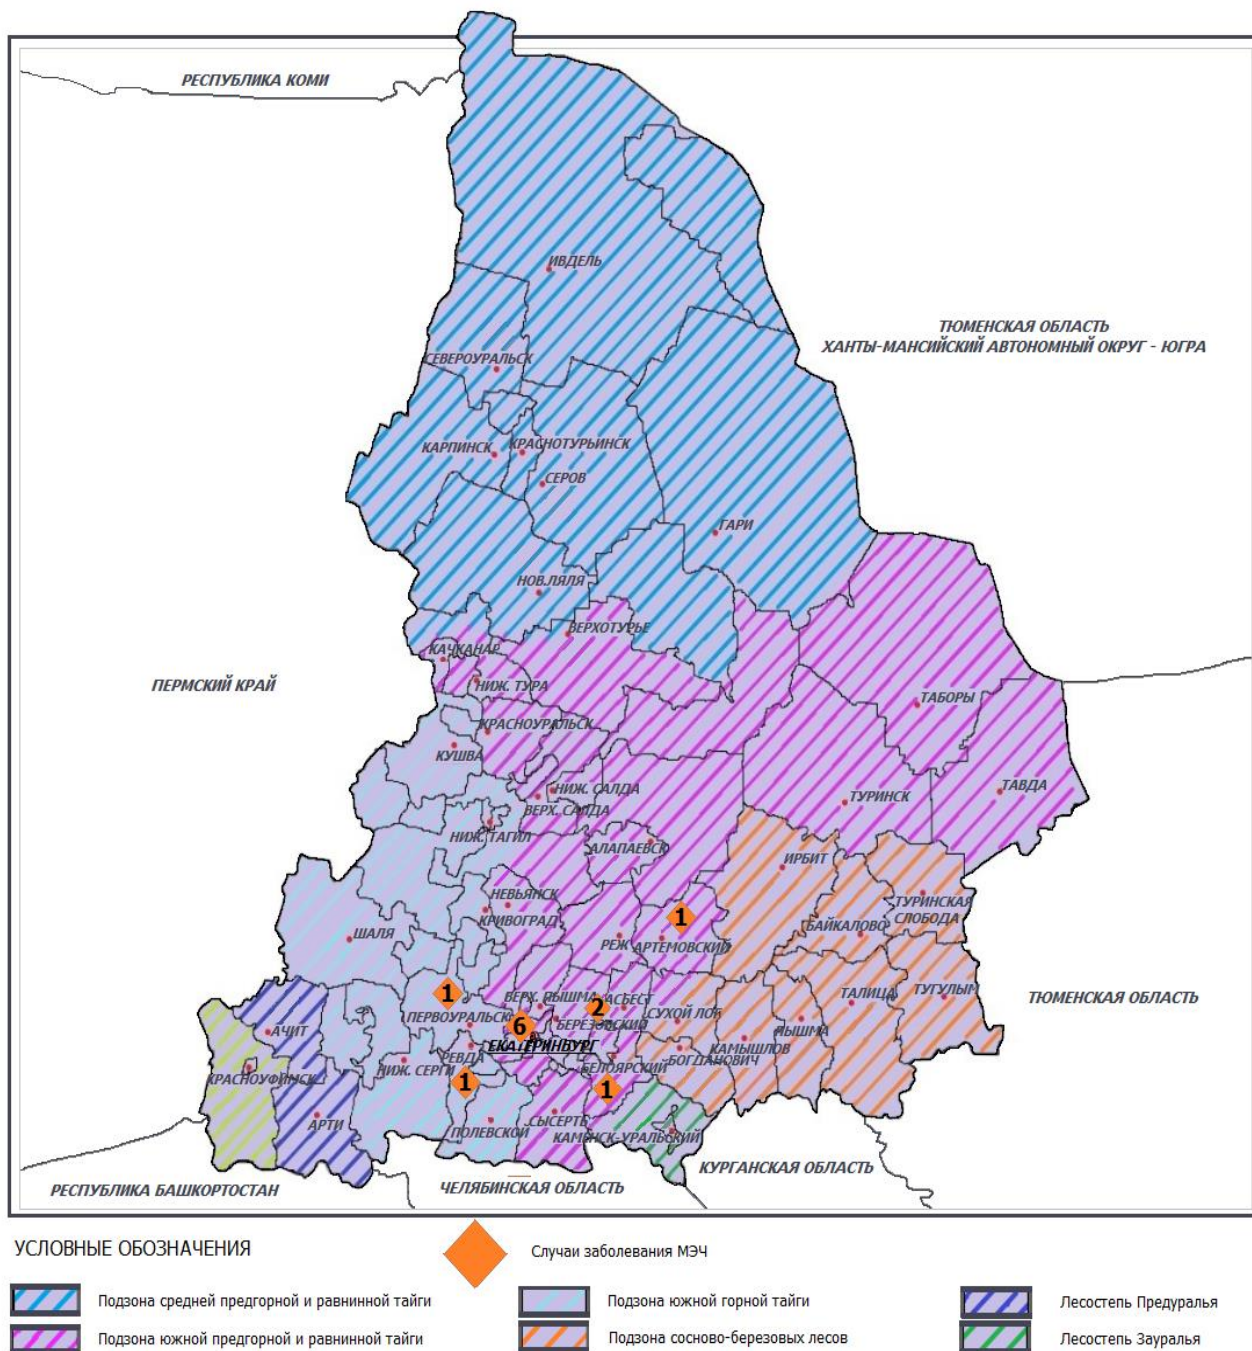 РЕСПУБЛИКА КОМИ
ИВДЕЛЬ
ТЮМЕНСКАЯ ОБЛАСТЬ
ХАНТЫ-МАНСИЙСКИЙ АВТОНОМНЫЙ ОКРУГ - ЮГРА
СЕВЕРОУРАЛЬСК
КАРПИНСК
КРАСНОТУРЬИНСК
СЕРОВ
ГАРИ
НОВ.ЛЯЛЯ
ВЕРХОТУРЬЕ
КАЧКАНАР
НИЖ. ТУРА
ПЕРМСКИЙ КРАЙ
ТАБОРЫ
КРАСНОУРАЛЬСК
КУШВА
НИЖ. САЛДА
ВЕРХ. САЛДА
ТУРИНСК
ТАВДА
НИЖ. ТАГИЛ
АЛАПАЕВСК
ИРБИТ
НЕВЬЯНСК
КРИВОГРАД
ТУРИНСКАЯ
СЛОБОДА
БАЙКАЛОВО
1
ШАЛЯ
РЕЖ
АРТЕМОВСКИЙ
1
ВЕРХ. ПЫШМА
2
АСБЕСТ
ТАЛИЦА
ТУГУЛЫМ
ТЮМЕНСКАЯ ОБЛАСТЬ
АЧИТ
ПЕРВОУРАЛЬСК
6
БЕРЕЗОВСКИЙ
СУХОЙ ЛОГ
ПЫШМА
ЕКАТЕРИНБУРГ
КАМЫШЛОВ
РЕВДА
БОГДАНОВИЧ
НИЖ. СЕРГИ
БЕЛОЯРСКИЙ
КРАСНОУФИМСК
1
1
АРТИ
СЫСЕРТЬ
ПОЛЕВСКОЙ
КАМЕНСК-УРАЛЬСКИЙ
КУРГАНСКАЯ ОБЛАСТЬ
РЕСПУБЛИКА БАШКОРТОСТАН
ЧЕЛЯБИНСКАЯ ОБЛАСТЬ
УСЛОВНЫЕ ОБОЗНАЧЕНИЯ
Случаи заболевания МЭЧ
Подзона средней предгорной и равнинной тайги
Подзона южной горной тайги
Лесостепь Предуралья
Подзона южной предгорной и равнинной тайги
Подзона сосново-березовых лесов
Лесостепь Зауралья